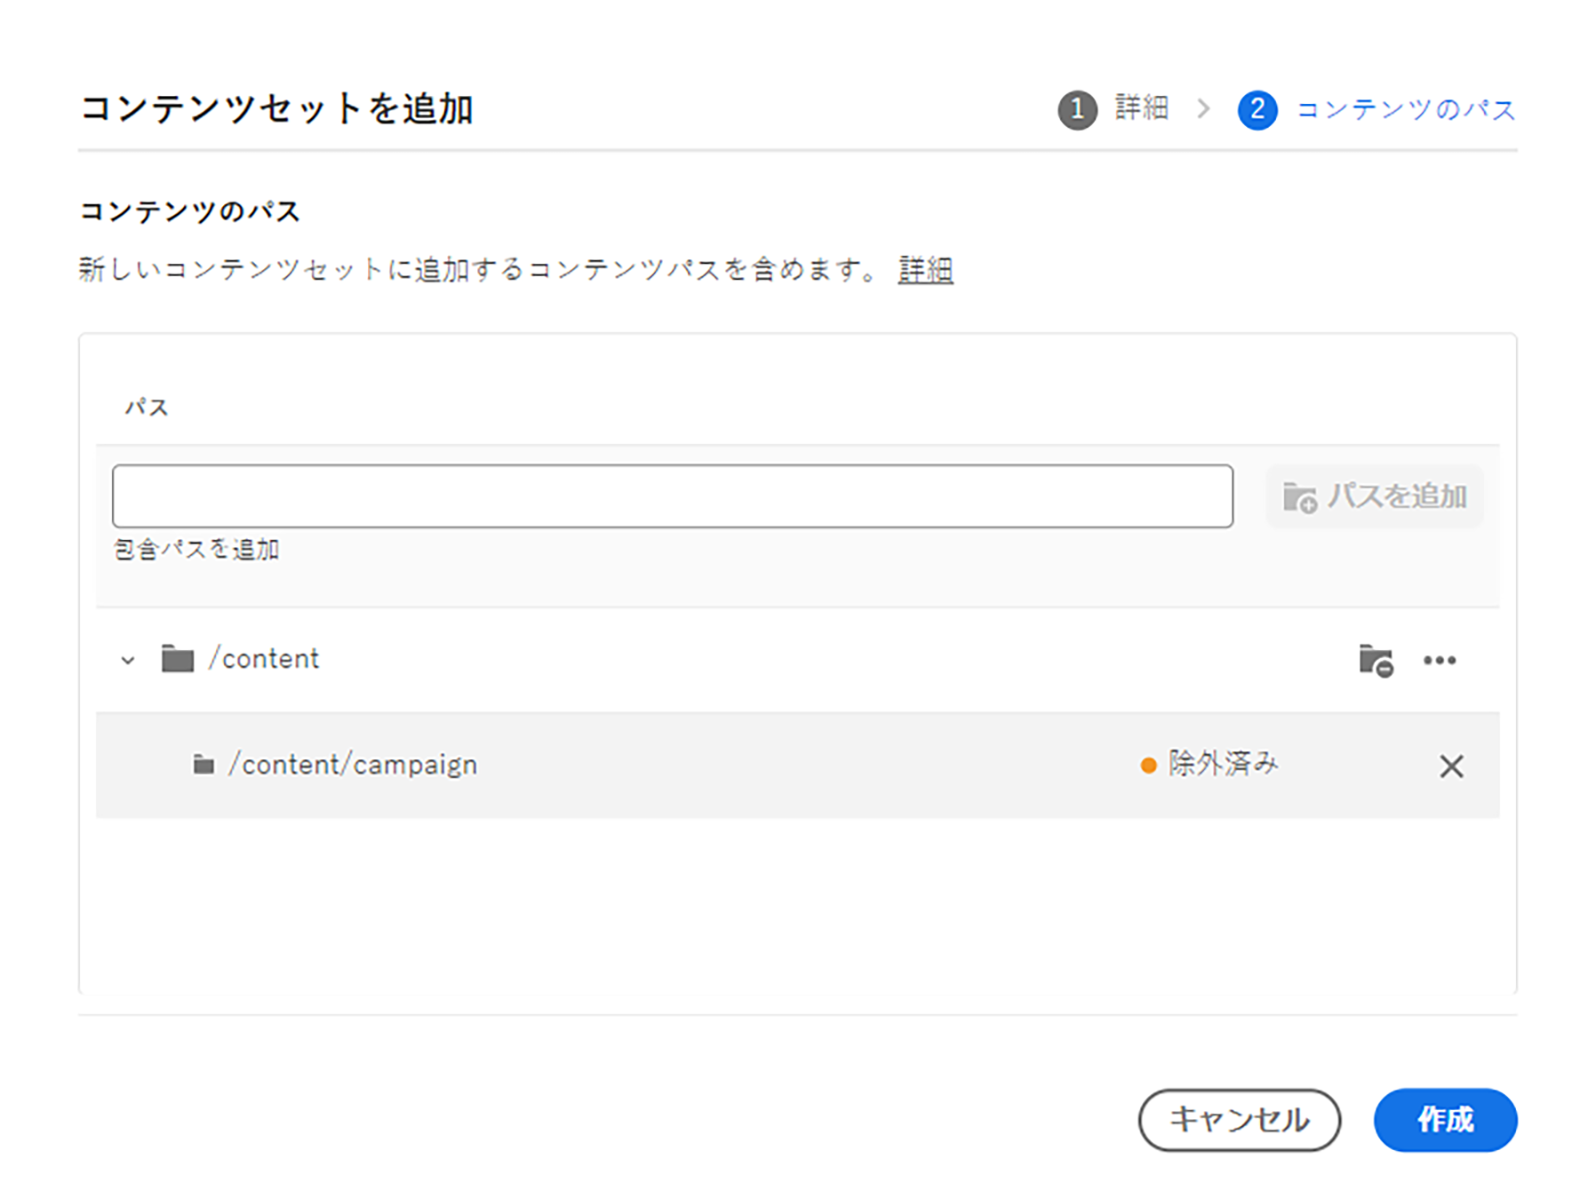 コンテンツセットを追加
1 詳細 > 2 コンテンツのパス
コンテンツのパス
新しいコンテンツセットに追加するコンテンツパスを含めます。 詳細
パス
パスを追加
包含パスを追加
/content
/content/campaign 除外済み
キャンセル 作成